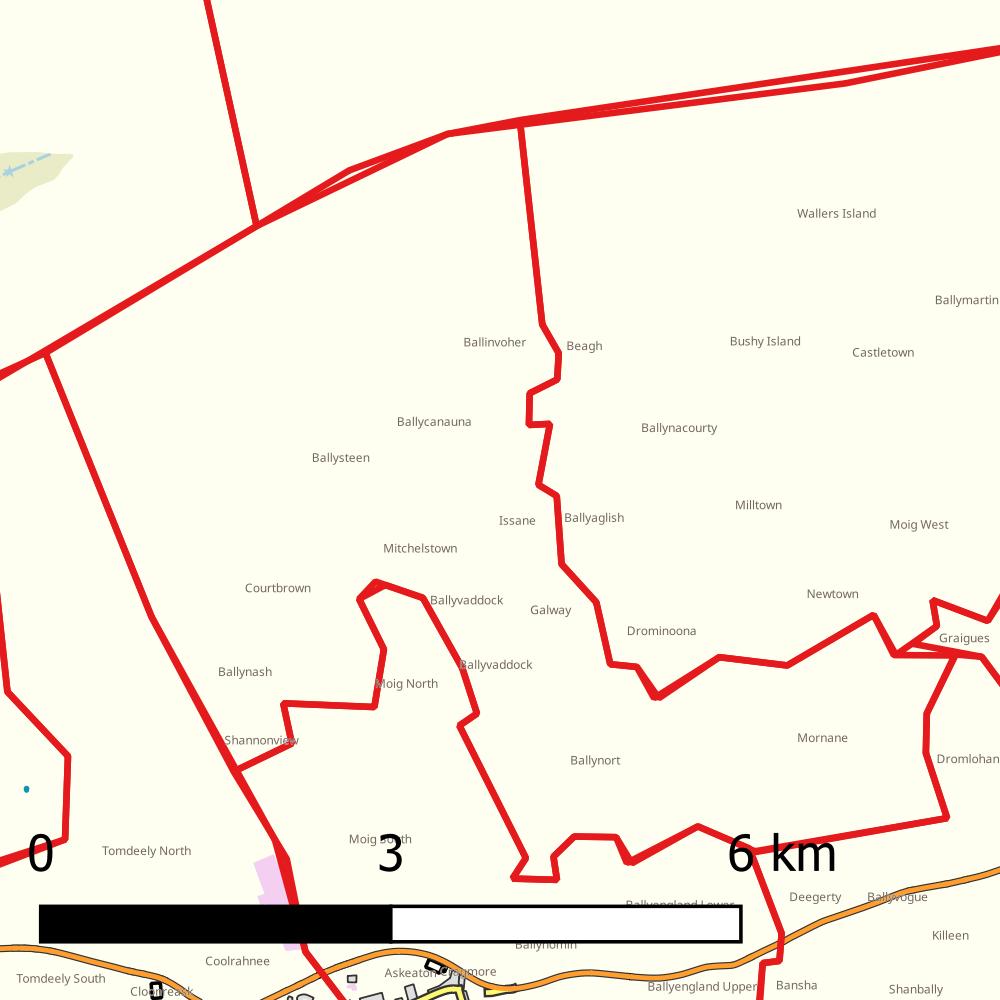 Wallers Island
Ballymartin
Ballinvoher
Beagh
Bushy Island
Castletown
Ballycanauna
Ballynacourty
Ballysteen
Milltown
Issane
Ballyaglish
Moig West
Mitchelstown
Courtbrown
Newtown
Ballyvaddock
Galway
Drominoona
Graigues
Ballyvaddock
Ballynash
Moig North
Shannonview
Mornane
Ballynort
Dromlohan
Moig South
Tomdeely North
0 3 6 km
Deegerty
Ballyvogue
Ballyengland Lower
Killeen
Ballynomin
Coolrahnee
Askeaton
Cragmore
Tomdeely South
Cloonreask
Ballyengland Upper
Bansha
Shanbally